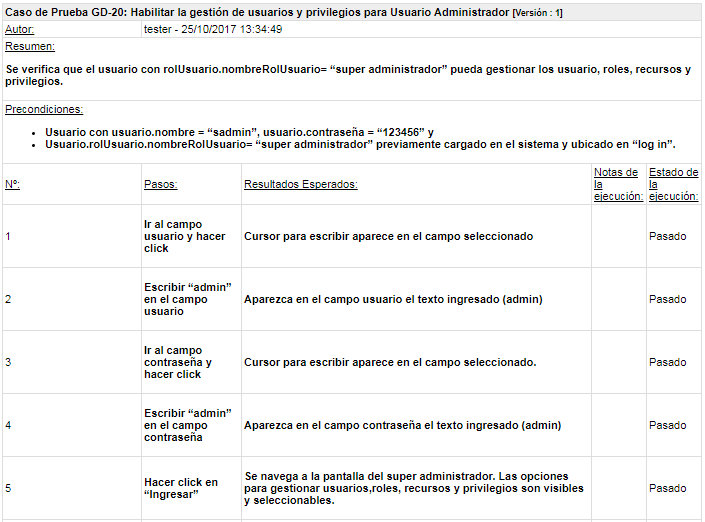 Caso de Prueba GD-20: Habilitar la gestión de usuarios y privilegios para Usuario Administrador [Versión : 1]
Autor: tester - 25/10/2017 13:34:49
Resumen:
Se verifica que el usuario con rolUsuario.nombreRolUsuario= “super administrador” pueda gestionar los usuario, roles, recursos y
privilegios.
Precondiciones:
• Usuario con usuario.nombre = “sadmin”, usuario.contraseña = “123456” y
• Usuario.rolUsuario.nombreRolUsuario= “super administrador” previamente cargado en el sistema y ubicado en “log in”.
Nº:
Pasos:
Resultados Esperados:
Notas de
la
ejecución:
Estado de
la
ejecución:
1
Ir al campo
usuario y hacer
click
Cursor para escribir aparece en el campo seleccionado
Pasado
2
Escribir “admin”
en el campo
usuario
Aparezca en el campo usuario el texto ingresado (admin)
Pasado
3
Ir al campo
contraseña y
hacer click
Cursor para escribir aparece en el campo seleccionado.
Pasado
4
Escribir “admin”
en el campo
contraseña
Aparezca en el campo contraseña el texto ingresado (admin)
Pasado
5
Hacer click en
“Ingresar”
Se navega a la pantalla del super administrador. Las opciones
para gestionar usuarios,roles, recursos y privilegios son visibles
y seleccionables.
Pasado